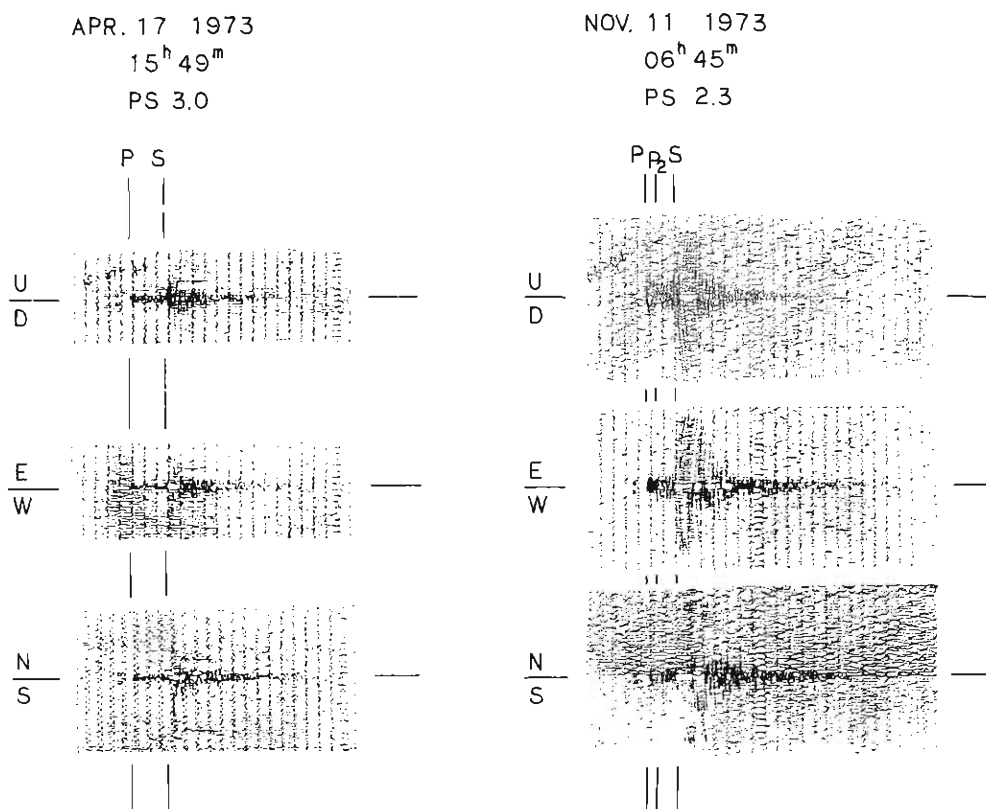 APR. 17 1973
15ʰ 49ᵐ
PS 3.0
P S
U
D
E
W
N
S
NOV. 11 1973
06ʰ 45ᵐ
PS 2.3
P P₂ S
U
D
E
W
N
S